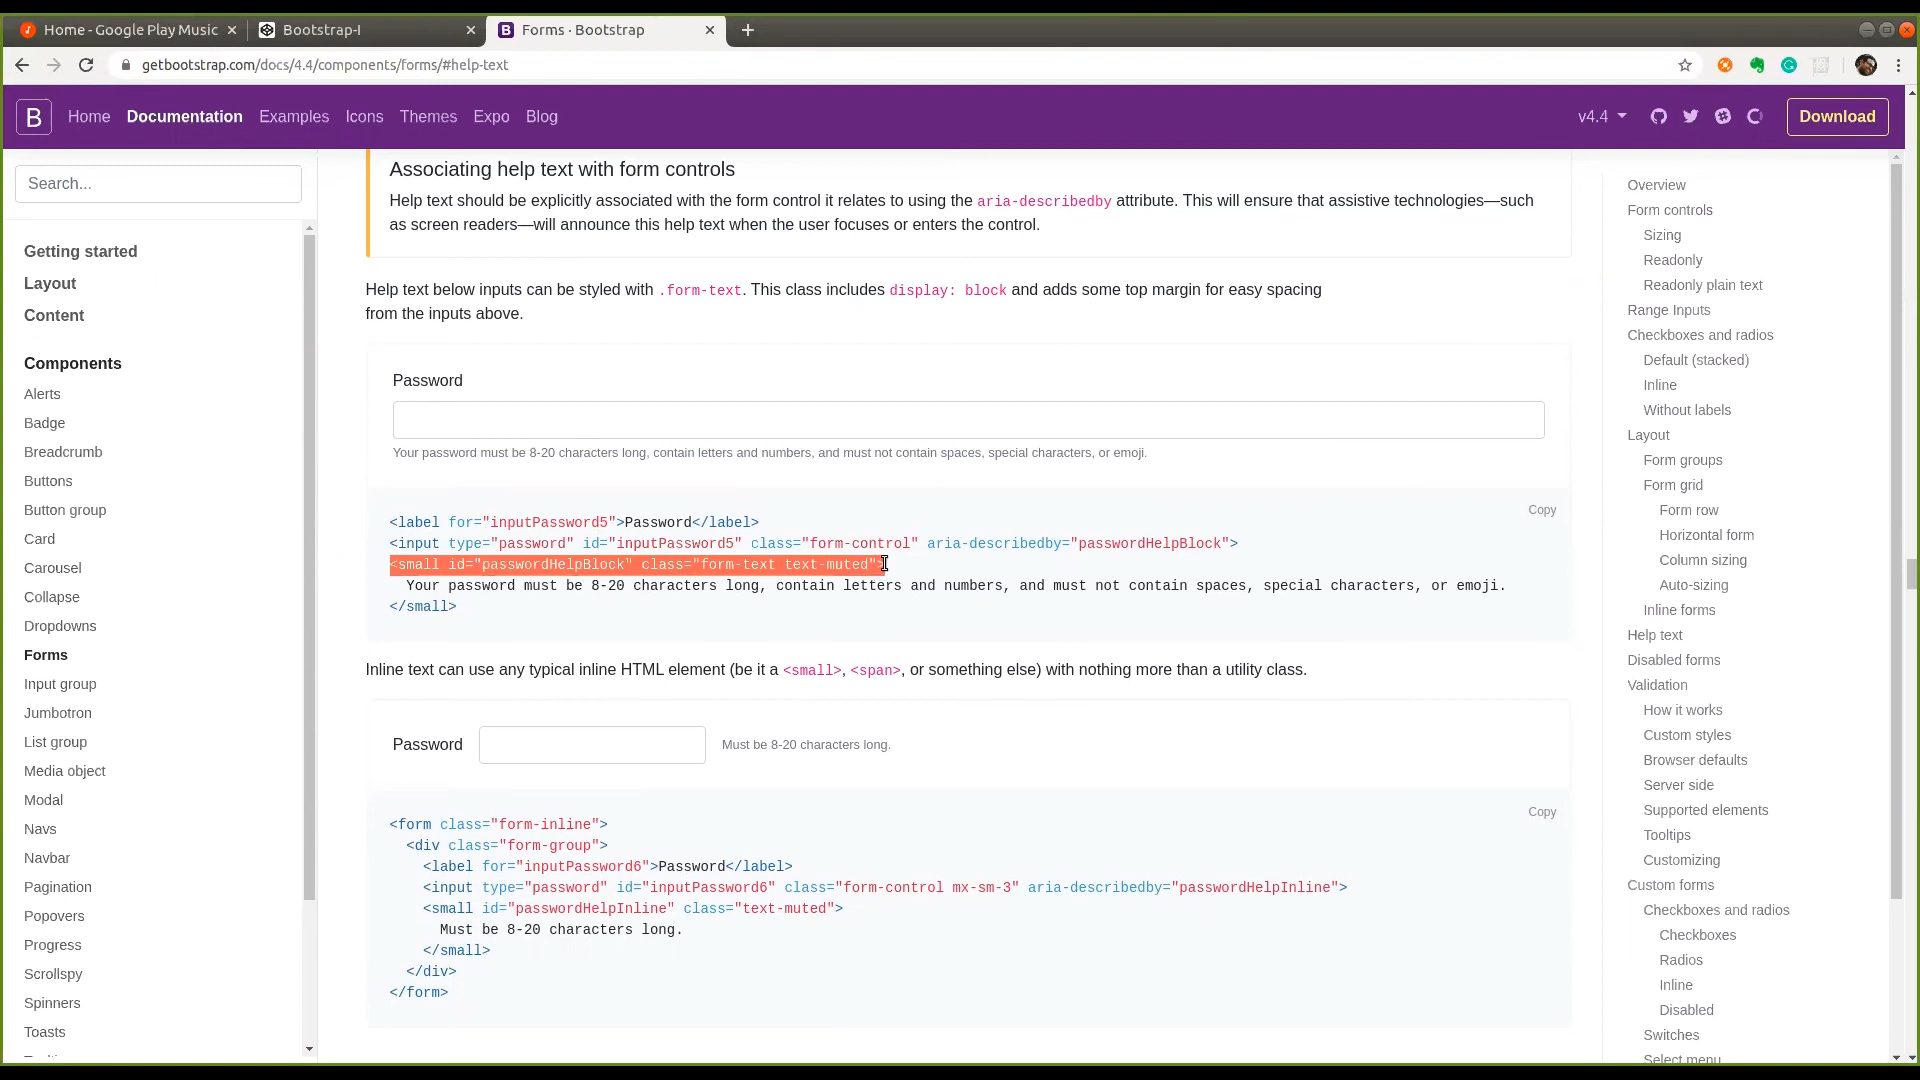 Home - Google Play Music
Bootstrap-I
Forms · Bootstrap
getbootstrap.com/docs/4.4/components/forms/#help-text
B
Home
Documentation
Examples
Icons
Themes
Expo
Blog
v4.4
Download
Search...
Getting started
Layout
Content
Components
Alerts
Badge
Breadcrumb
Buttons
Button group
Card
Carousel
Collapse
Dropdowns
Forms
Input group
Jumbotron
List group
Media object
Modal
Navs
Navbar
Pagination
Popovers
Progress
Scrollspy
Spinners
Toasts
Associating help text with form controls
Help text should be explicitly associated with the form control it relates to using the aria-describedby attribute. This will ensure that assistive technologies—such
as screen readers—will announce this help text when the user focuses or enters the control.
Help text below inputs can be styled with .form-text. This class includes display: block and adds some top margin for easy spacing
from the inputs above.
Password
Your password must be 8-20 characters long, contain letters and numbers, and must not contain spaces, special characters, or emoji.
Copy
<label for="inputPassword5">Password</label>
<input type="password" id="inputPassword5" class="form-control" aria-describedby="passwordHelpBlock">
<small id="passwordHelpBlock" class="form-text text-muted">
Your password must be 8-20 characters long, contain letters and numbers, and must not contain spaces, special characters, or emoji.
</small>
Inline text can use any typical inline HTML element (be it a <small>, <span>, or something else) with nothing more than a utility class.
Password
Must be 8-20 characters long.
Copy
<form class="form-inline">
<div class="form-group">
<label for="inputPassword6">Password</label>
<input type="password" id="inputPassword6" class="form-control mx-sm-3" aria-describedby="passwordHelpInline">
<small id="passwordHelpInline" class="text-muted">
Must be 8-20 characters long.
</small>
</div>
</form>
Overview
Form controls
Sizing
Readonly
Readonly plain text
Range Inputs
Checkboxes and radios
Default (stacked)
Inline
Without labels
Layout
Form groups
Form grid
Form row
Horizontal form
Column sizing
Auto-sizing
Inline forms
Help text
Disabled forms
Validation
How it works
Custom styles
Browser defaults
Server side
Supported elements
Tooltips
Customizing
Custom forms
Checkboxes and radios
Checkboxes
Radios
Inline
Disabled
Switches
Select menu